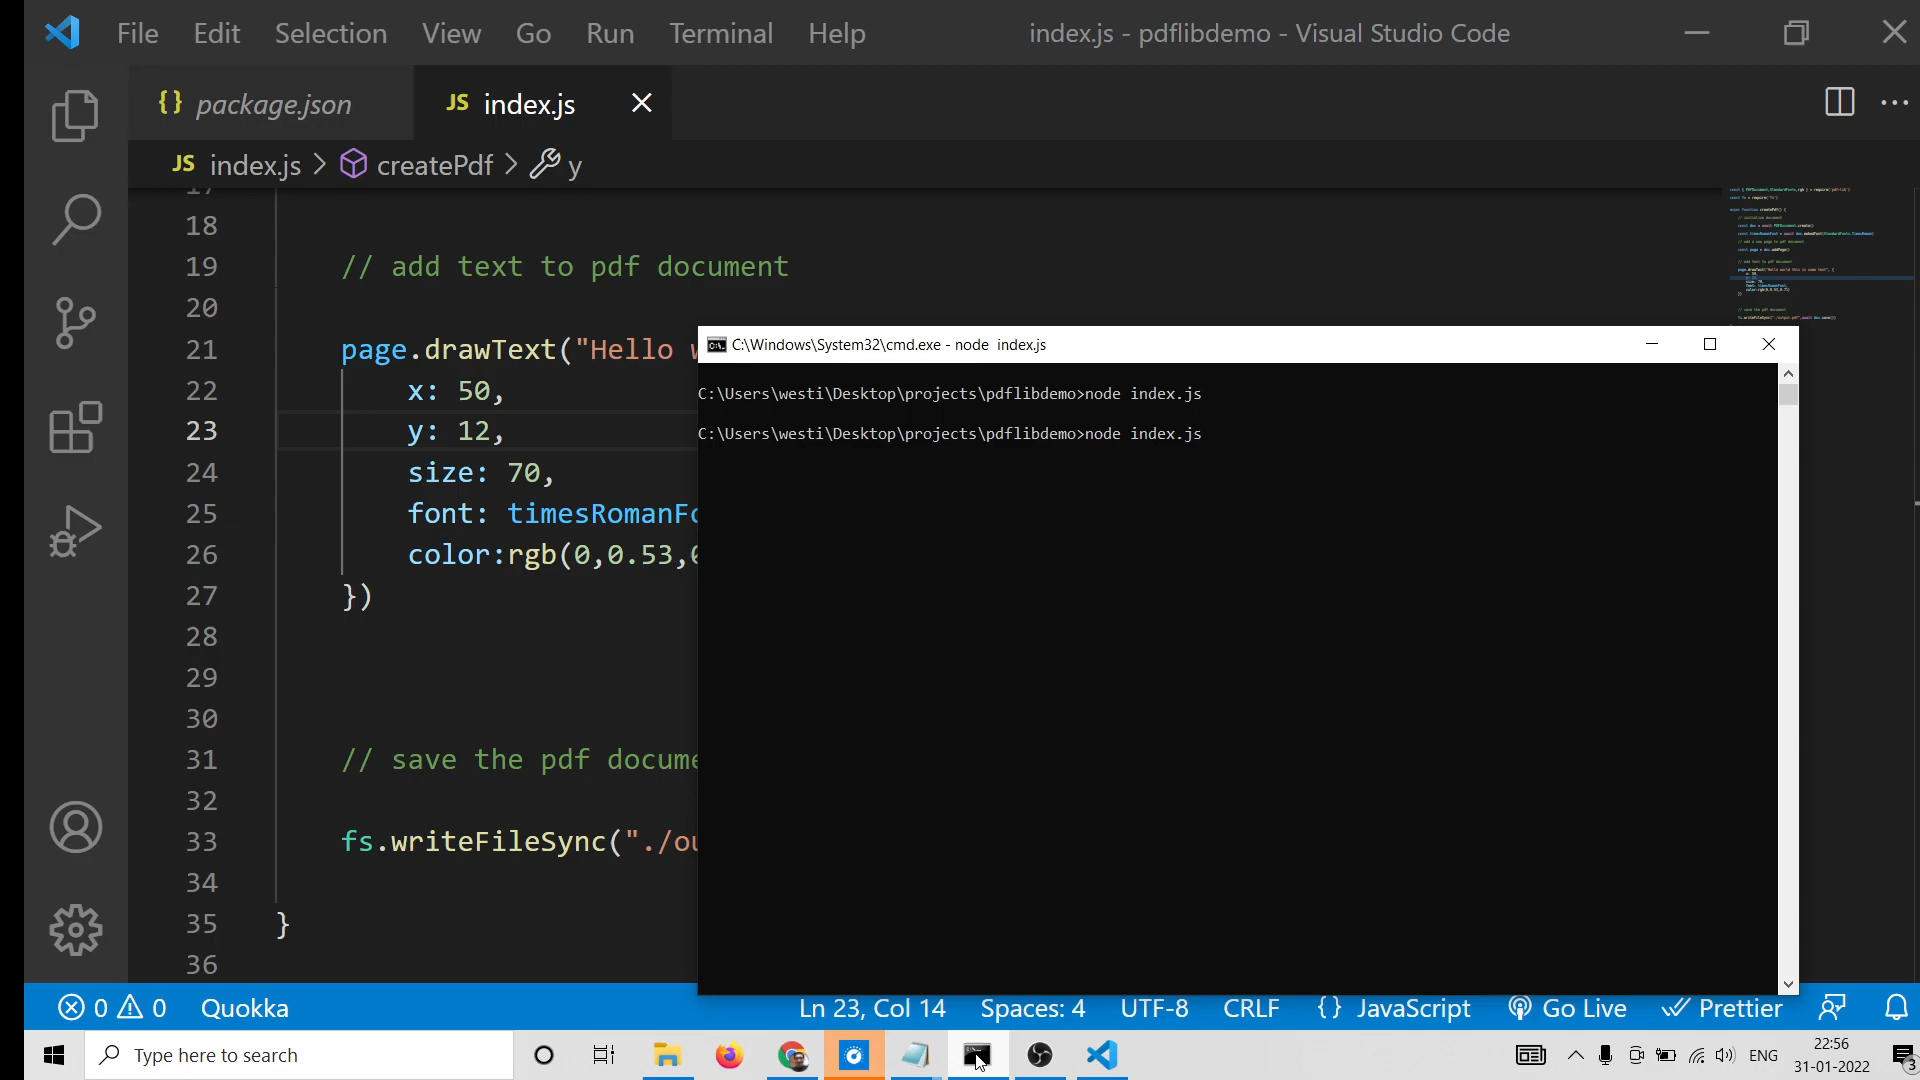 File Edit Selection View Go Run Terminal Help index.js - pdflibdemo - Visual Studio Code
{} package.json JS index.js
JS index.js > createPdf > y
18
19 // add text to pdf document
20
21 page.drawText("Hello
22 x: 50,
23 y: 12,
24 size: 70,
25 font: timesRomanFo
26 color:rgb(0,0.53,
27 })
28
29
30
31 // save the pdf docume
32
33 fs.writeFileSync("./ou
34
35 }
36
C:\Windows\System32\cmd.exe - node index.js
C:\Users\westi\Desktop\projects\pdflibdemo>node index.js
C:\Users\westi\Desktop\projects\pdflibdemo>node index.js
0 0 Quokka Ln 23, Col 14 Spaces: 4 UTF-8 CRLF {} JavaScript Go Live Prettier
Type here to search ENG 22:56
31-01-2022 3